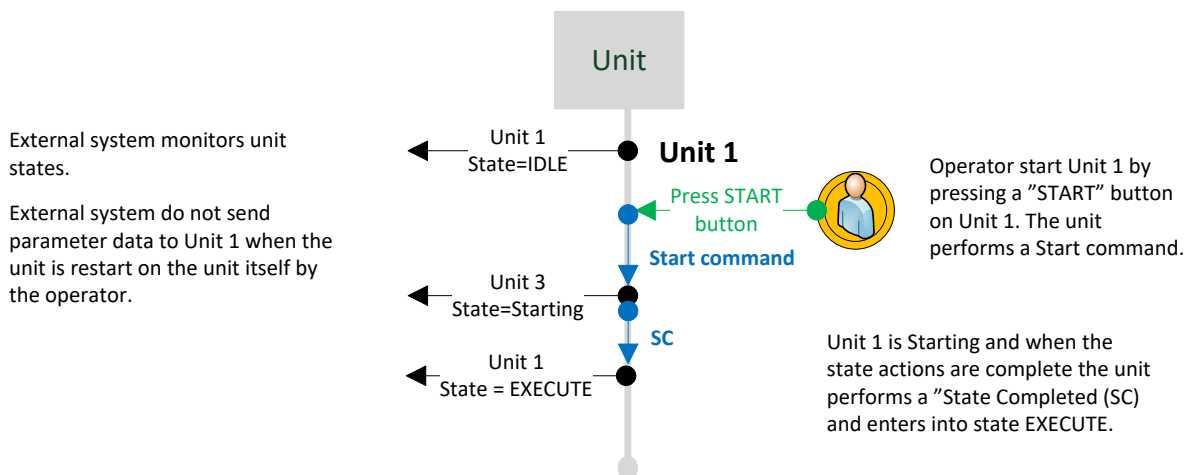 Unit
External system monitors unit
states.
External system do not send
parameter data to Unit 1 when the
unit is restart on the unit itself by
the operator.
Unit 1
State=IDLE
Unit 1
Press START
button
Operator start Unit 1 by
pressing a ”START” button
on Unit 1. The unit
performs a Start command.
Start command
Unit 3
State=Starting
SC
Unit 1
State = EXECUTE
Unit 1 is Starting and when the
state actions are complete the unit
performs a ”State Completed (SC)
and enters into state EXECUTE.